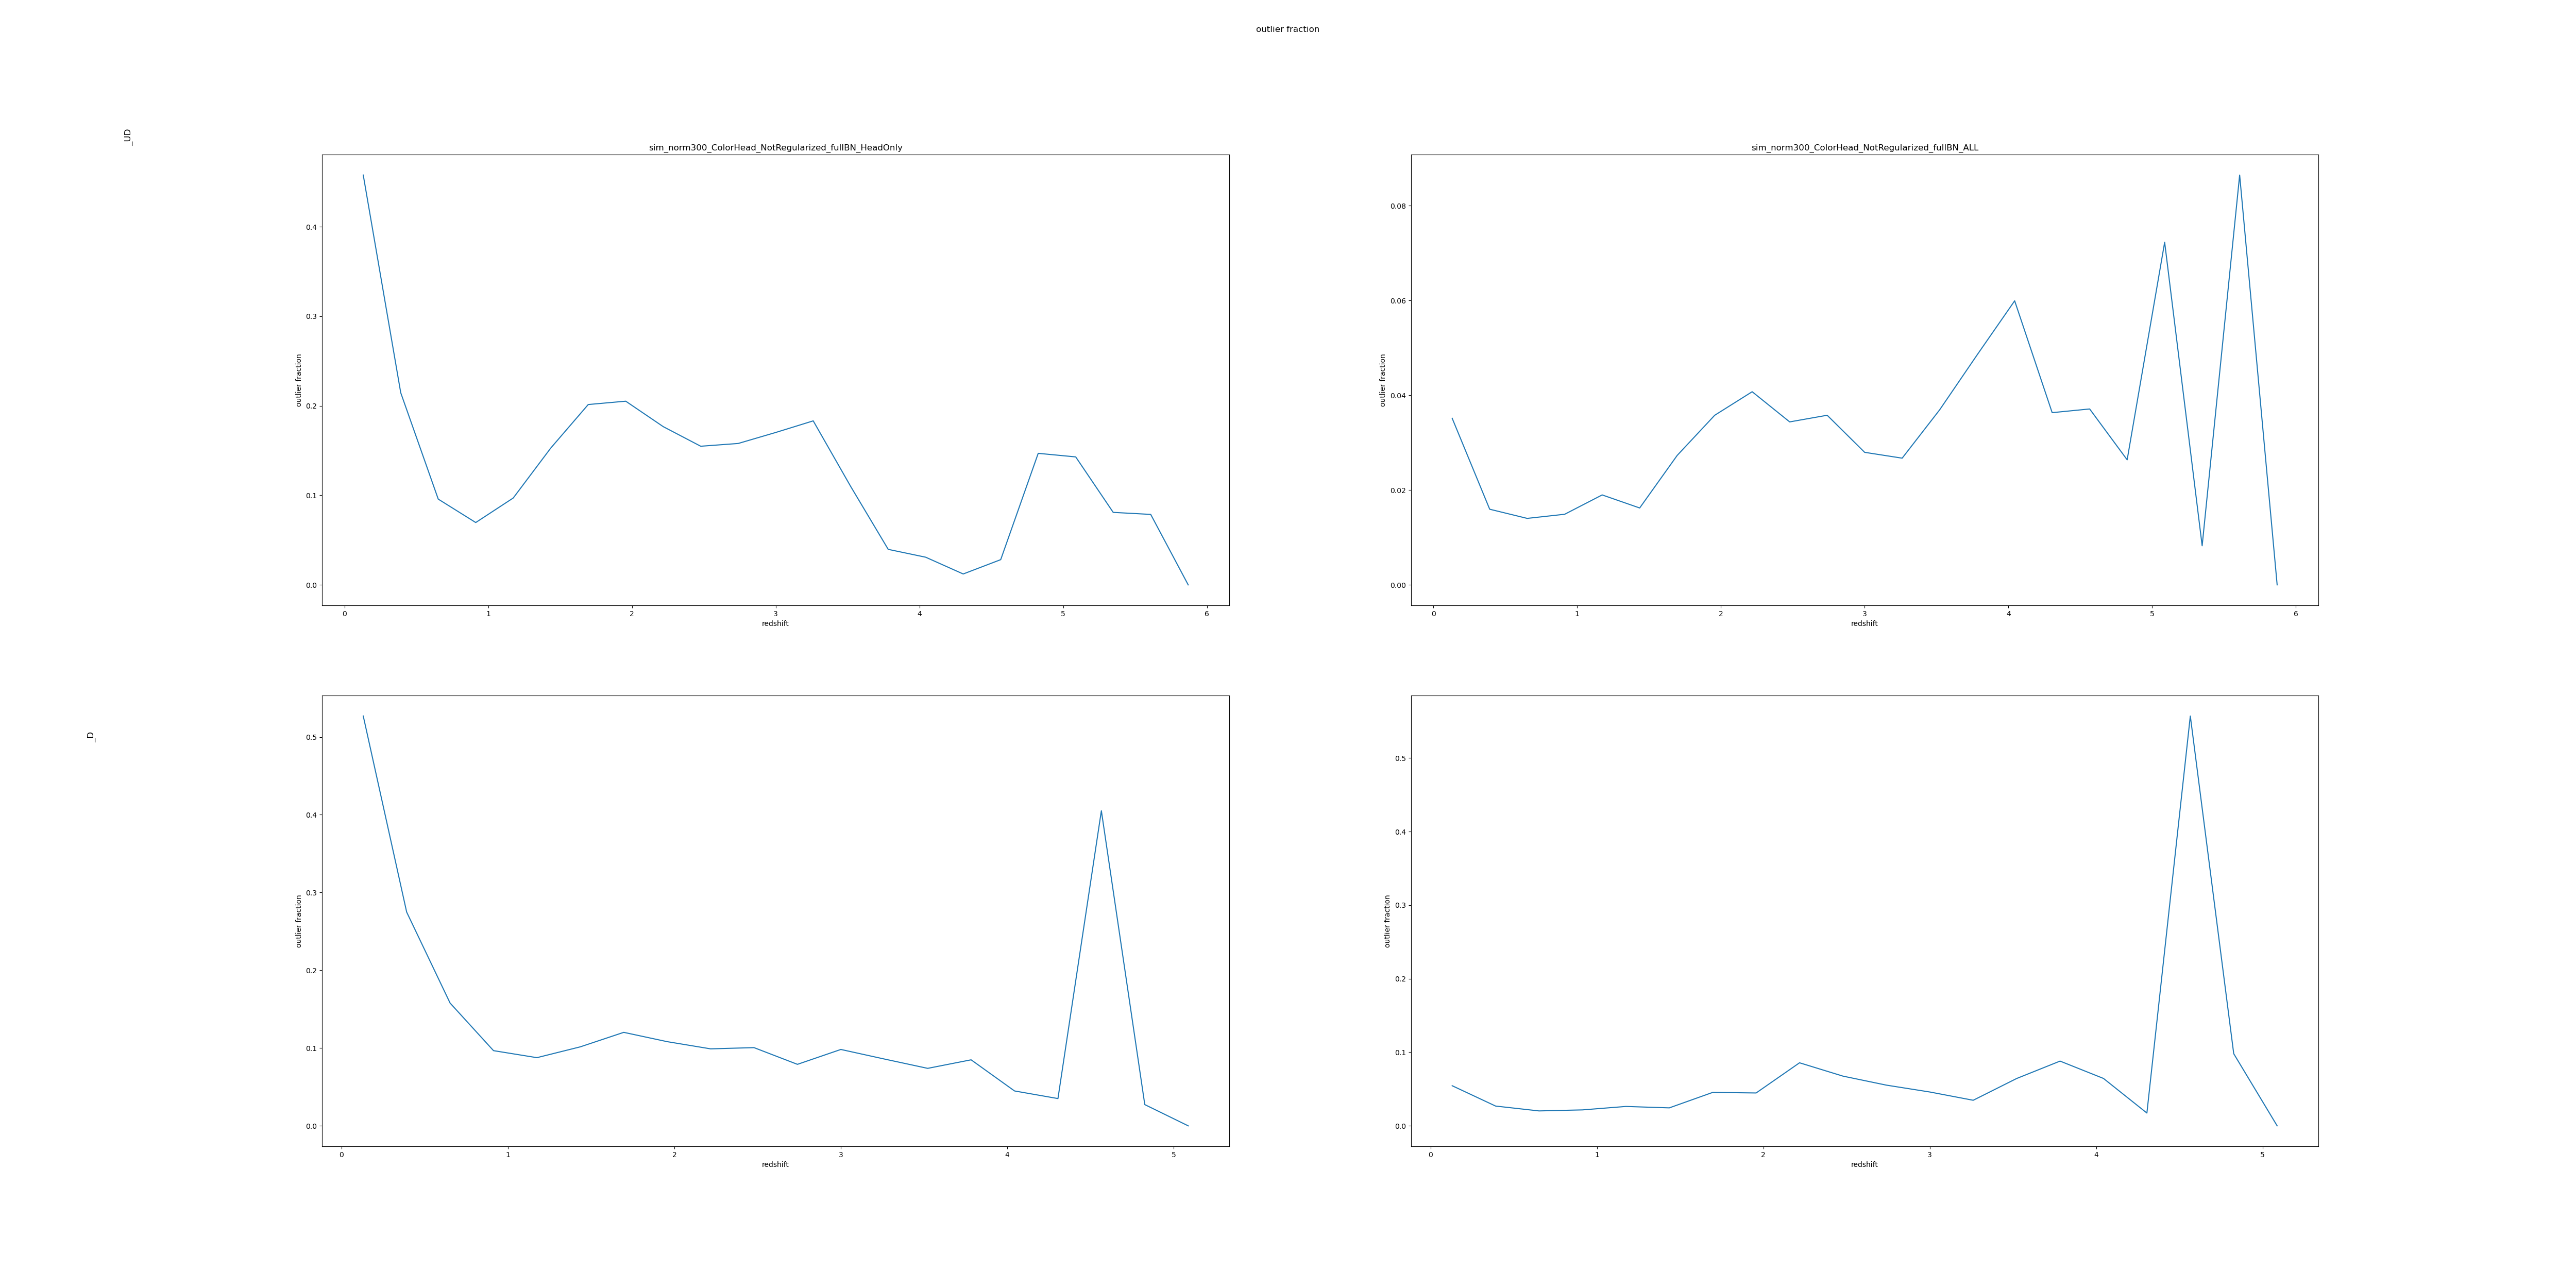 outlier fraction
_UD
sim_norm300_ColorHead_NotRegularized_fullBN_HeadOnly
outlier fraction
0.4
0.3
0.2
0.1
0.0
0 1 2 3 4 5 6
redshift
sim_norm300_ColorHead_NotRegularized_fullBN_ALL
outlier fraction
0.08
0.06
0.04
0.02
0.00
0 1 2 3 4 5 6
redshift
_D
outlier fraction
0.5
0.4
0.3
0.2
0.1
0.0
0 1 2 3 4 5
redshift
outlier fraction
0.5
0.4
0.3
0.2
0.1
0.0
0 1 2 3 4 5
redshift